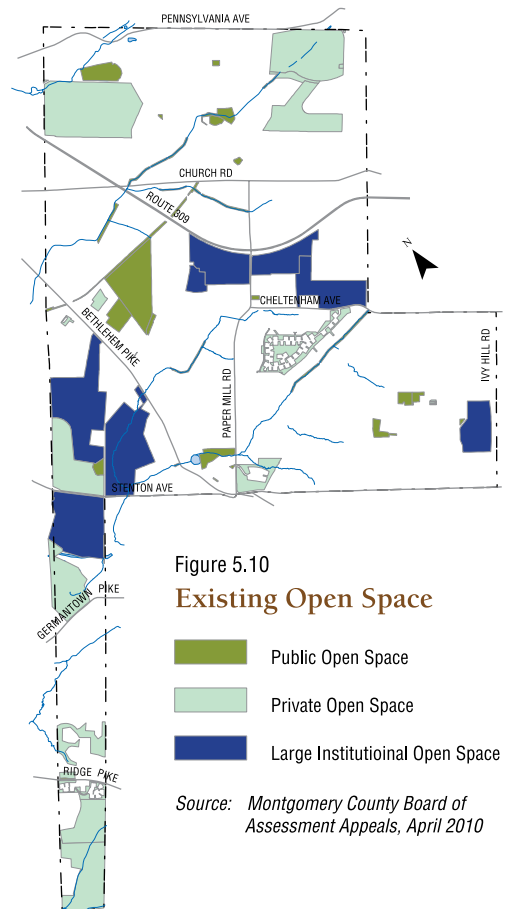 PENNSYLVANIA AVE
CHURCH RD
ROUTE 309
N
CHELTENHAM AVE
BETHLEHEM PIKE
PAPER MILL RD
IVY HILL RD
STENTON AVE
GERMANTOWN PIKE
RIDGE PIKE
Figure 5.10
Existing Open Space
Public Open Space
Private Open Space
Large Institutioinal Open Space
Source: Montgomery County Board of
Assessment Appeals, April 2010